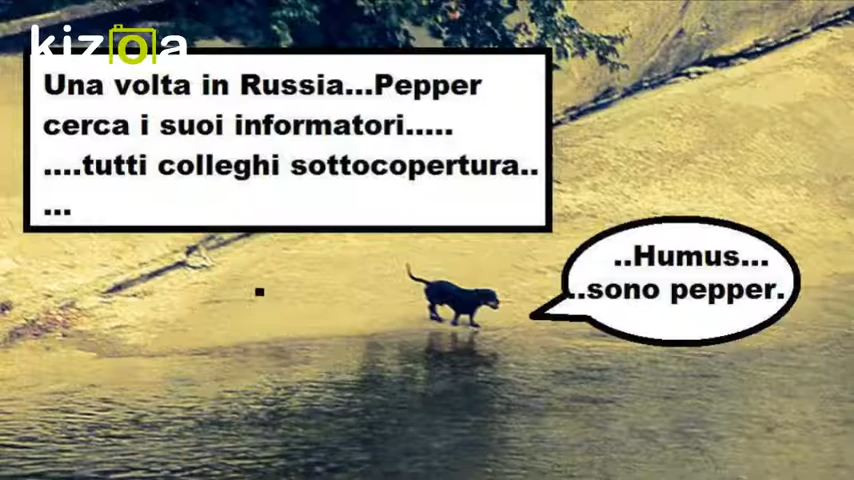 kizoa
Una volta in Russia...Pepper
cerca i suoi informatori.....
....tutti colleghi sottocopertura..
...
..Humus...
..sono pepper.